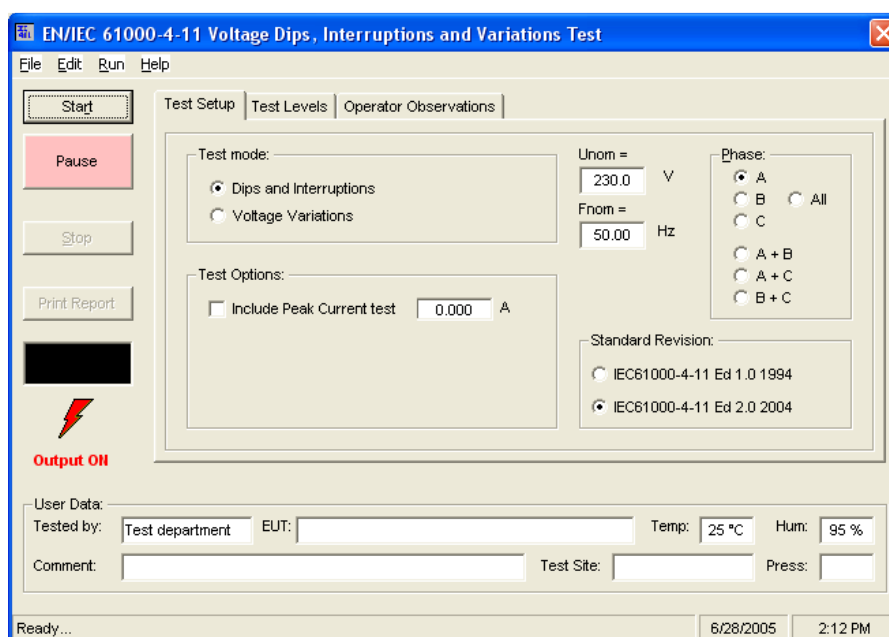 EN/IEC 61000-4-11 Voltage Dips, Interruptions and Variations Test
File Edit Run Help
Start
Pause
Stop
Print Report
Output ON
Test Setup Test Levels Operator Observations
Test mode:
Dips and Interruptions
Voltage Variations
Test Options:
Include Peak Current test 0.000 A
Unom =
230.0 V
Fnom =
50.00 Hz
Phase:
A
B All
C
A + B
A + C
B + C
Standard Revision:
IEC61000-4-11 Ed 1.0 1994
IEC61000-4-11 Ed 2.0 2004
User Data:
Tested by: Test department EUT: Temp: 25 °C Hum: 95 %
Comment: Test Site: Press:
Ready... 6/28/2005 2:12 PM